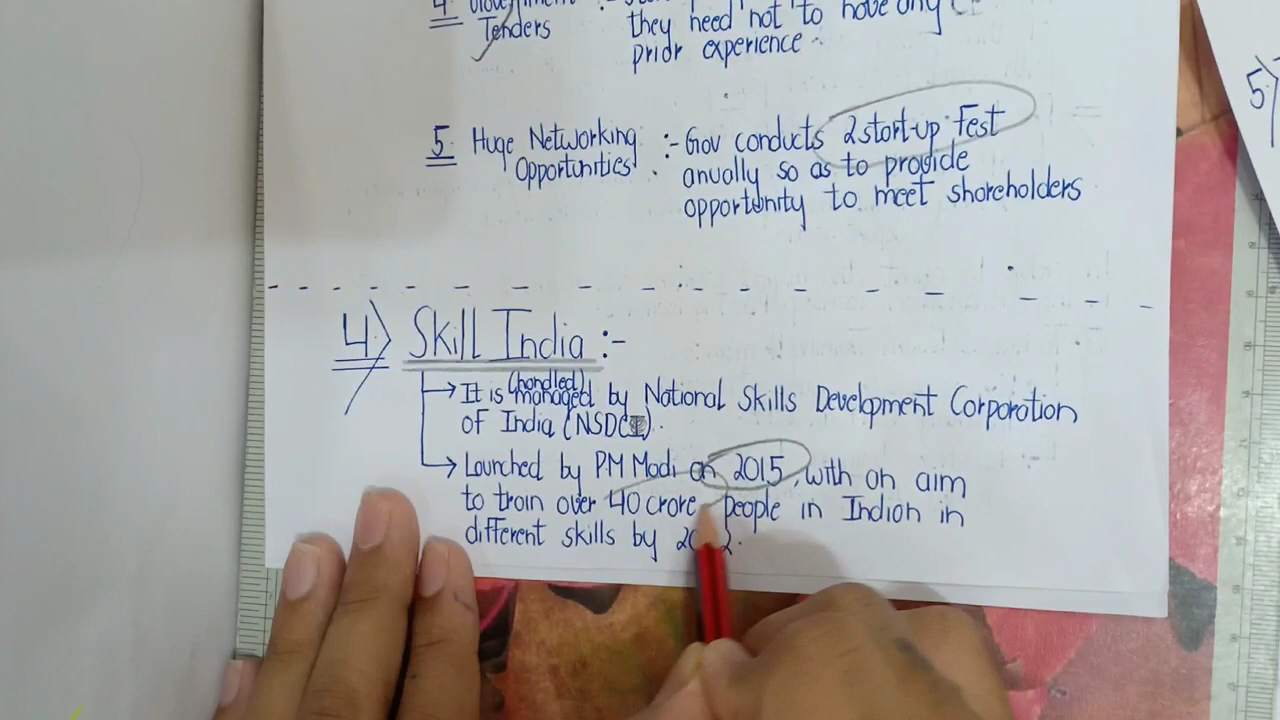 4
Tenders
they need not to have any
prior experience.
5. Huge Networking :- Gov conducts 2 start-up Fest
Opportunities. anually so as to provide
opportunity to meet shareholders
4) Skill India :-
(handled)
→ It is managed by National Skills Development Corporation
of India (NSDC).
→ Launched by P.M Modi on 2015, with an aim
to train over 40 crore people in Indian in
different skills by
5)